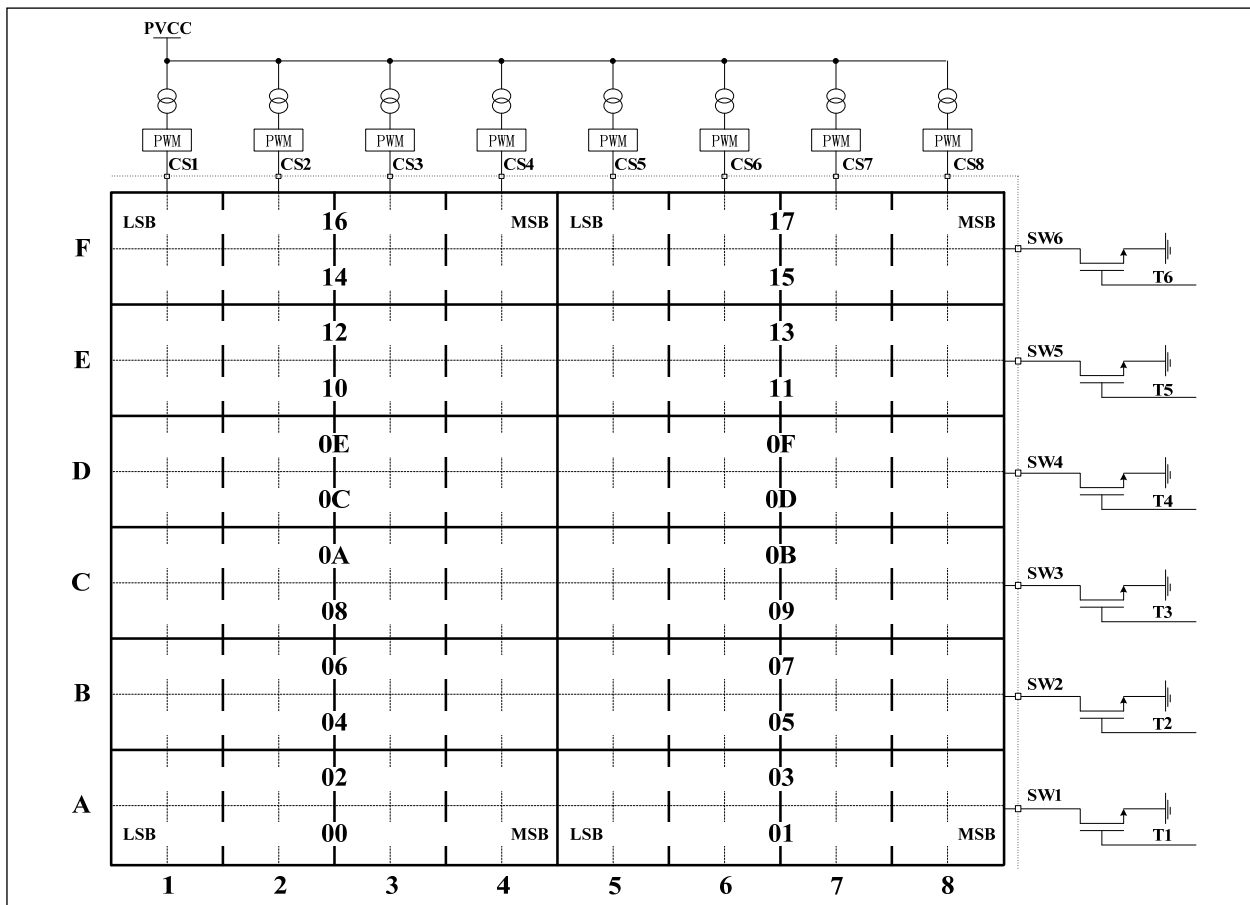 PVCC
PWM PWM PWM PWM PWM PWM PWM PWM
CS1 CS2 CS3 CS4 CS5 CS6 CS7 CS8
LSB 16 MSB LSB 17 MSB
F SW6
14 15 T6
12 13
E SW5
10 11 T5
0E 0F
D SW4
0C 0D T4
0A 0B
C SW3
08 09 T3
06 07
B SW2
04 05 T2
02 03
A SW1
LSB 00 MSB LSB 01 MSB T1
1 2 3 4 5 6 7 8